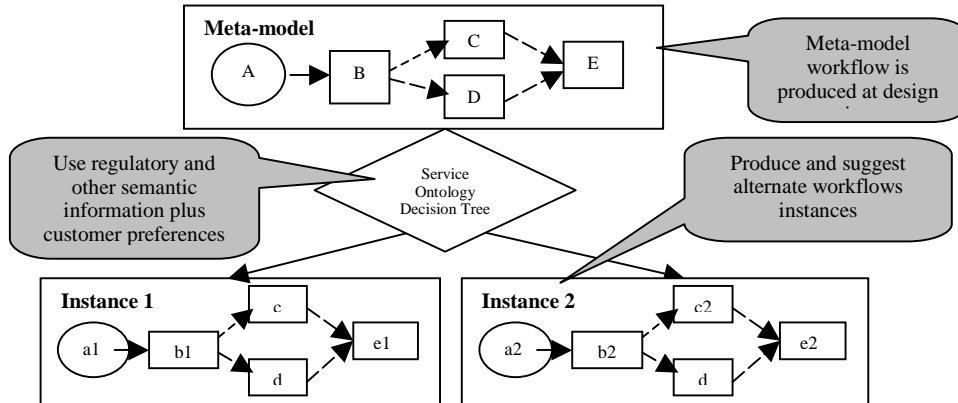 Meta-model
A
B
C
D
E
Meta-model
workflow is
produced at design
Use regulatory and
other semantic
information plus
customer preferences
Service
Ontology
Decision Tree
Produce and suggest
alternate workflows
instances
Instance 1
a1
b1
c
d
e1
Instance 2
a2
b2
c2
d
e2